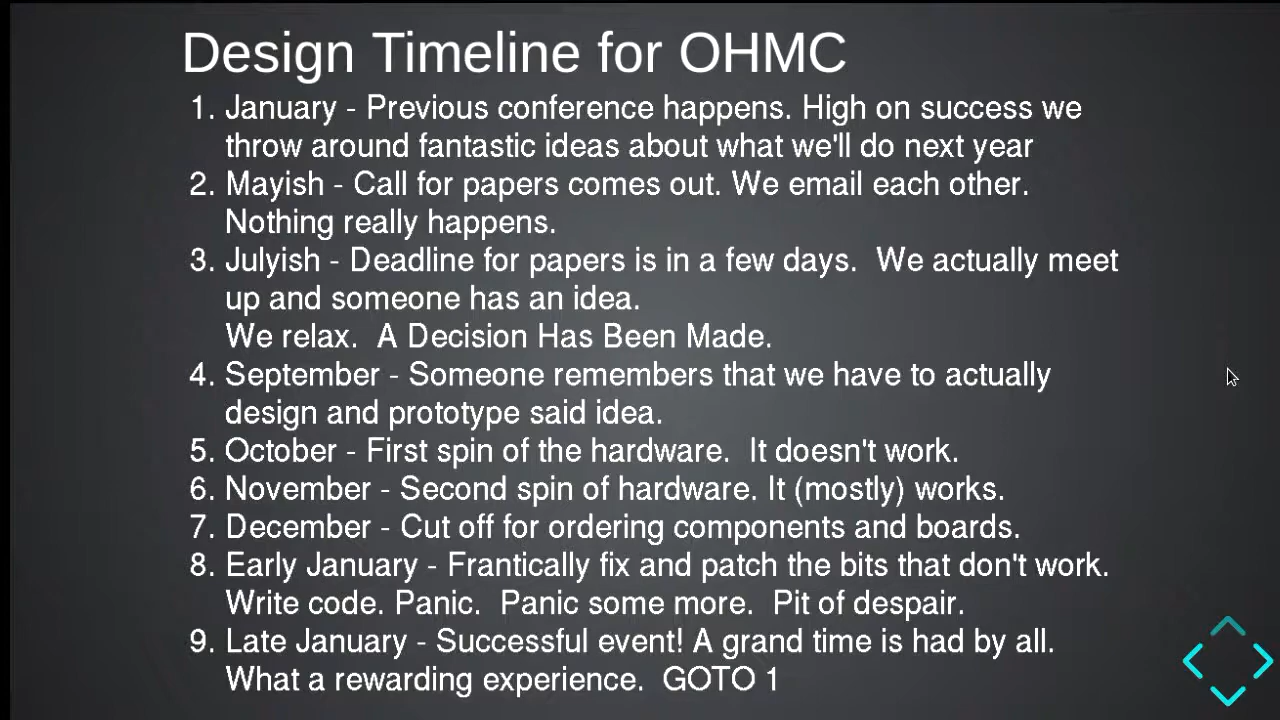 Design Timeline for OHMC
1. January - Previous conference happens. High on success we
throw around fantastic ideas about what we'll do next year
2. Mayish - Call for papers comes out. We email each other.
Nothing really happens.
3. Julyish - Deadline for papers is in a few days.  We actually meet
up and someone has an idea.
We relax.  A Decision Has Been Made.
4. September - Someone remembers that we have to actually
design and prototype said idea.
5. October - First spin of the hardware.  It doesn't work.
6. November - Second spin of hardware. It (mostly) works.
7. December - Cut off for ordering components and boards.
8. Early January - Frantically fix and patch the bits that don't work.
Write code. Panic.  Panic some more.  Pit of despair.
9. Late January - Successful event! A grand time is had by all.
What a rewarding experience.  GOTO 1